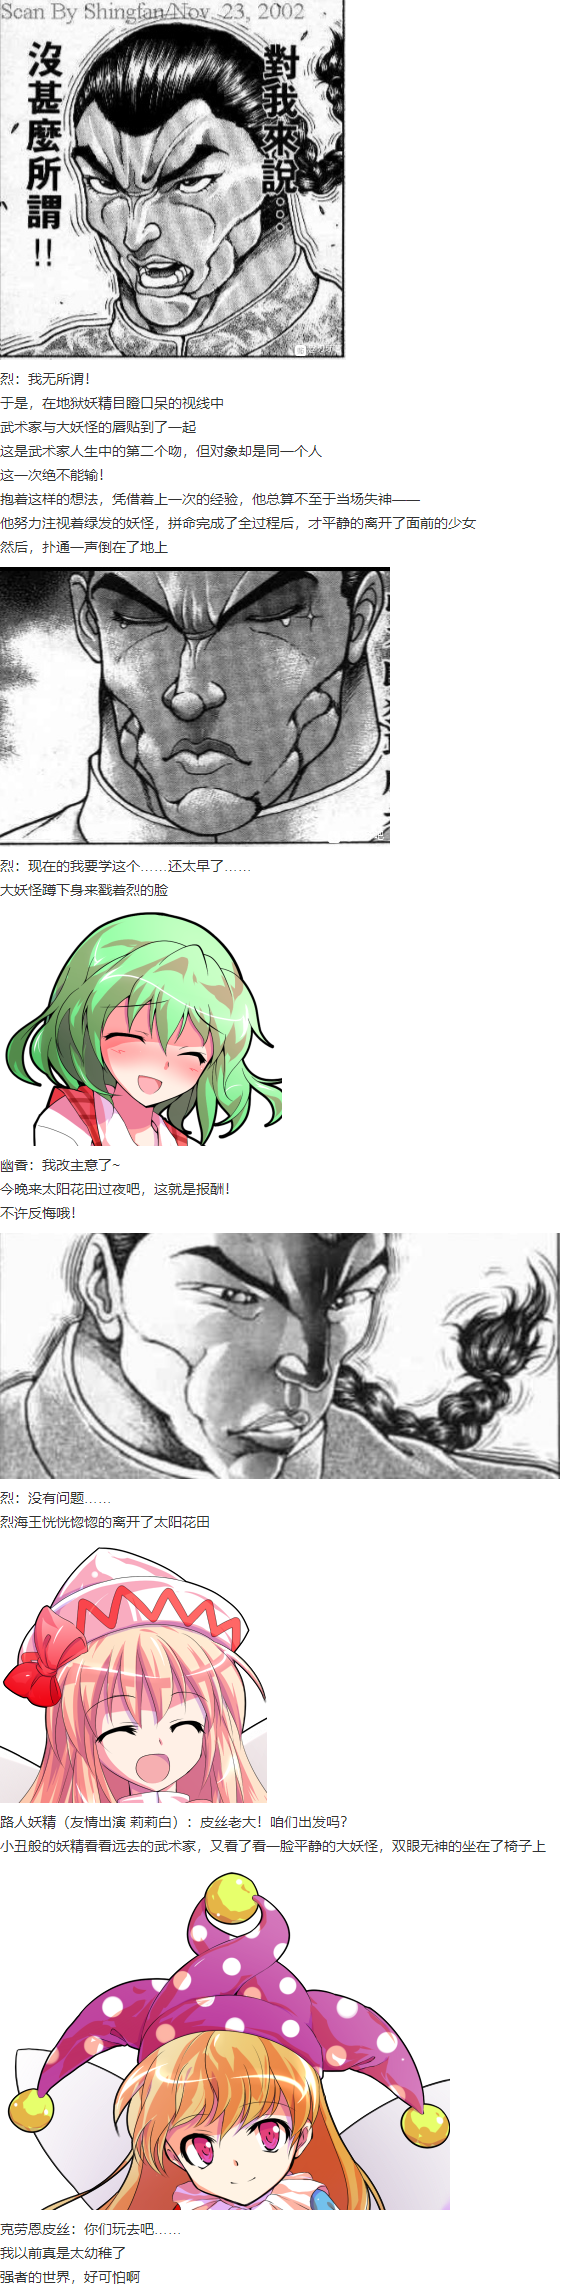 Scan By Shingfan/Nov. 23, 2002
對我來說...
沒甚麼所謂!!
烈：我无所谓！
于是，在地狱妖精目瞪口呆的视线中
武术家与大妖怪的唇贴到了一起
这是武术家人生中的第二个吻，但对象却是同一个人
这一次绝不能输！
抱着这样的想法，凭借着上一次的经验，他总算不至于当场失神——
他努力注视着绿发的妖怪，拼命完成了全过程后，才平静的离开了面前的少女
然后，扑通一声倒在了地上
烈：现在的我要学这个……还太早了……
大妖怪蹲下身来戳着烈的脸
幽香：我改主意了~
今晚来太阳花田过夜吧，这就是报酬！
不许反悔哦！
烈：没有问题……
烈海王恍恍惚惚的离开了太阳花田
路人妖精（友情出演 莉莉白）：皮丝老大！咱们出发吗？
小丑般的妖精看看远去的武术家，又看了看一脸平静的大妖怪，双眼无神的坐在了椅子上
克劳恩皮丝：你们玩去吧……
我以前真是太幼稚了
强者的世界，好可怕啊